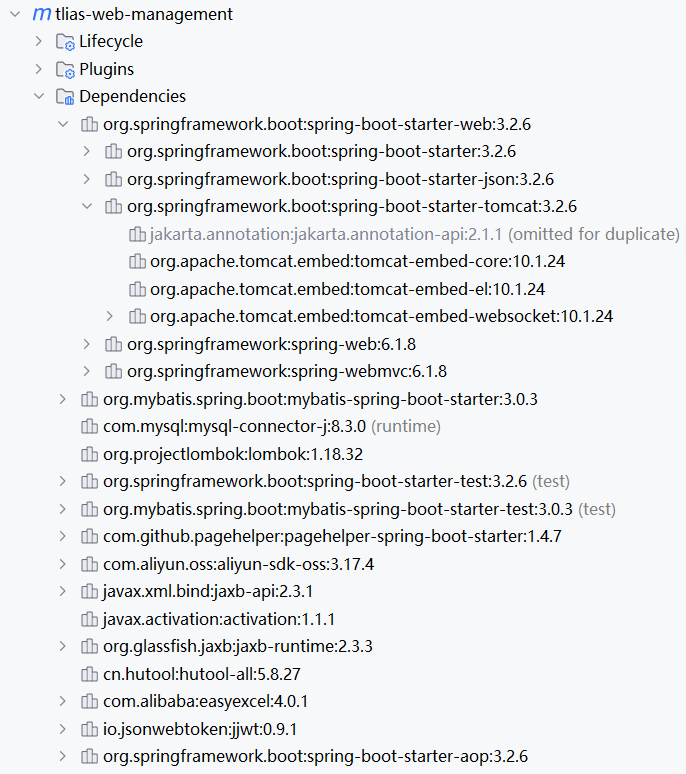 tlias-web-management
Lifecycle
Plugins
Dependencies
org.springframework.boot:spring-boot-starter-web:3.2.6
org.springframework.boot:spring-boot-starter:3.2.6
org.springframework.boot:spring-boot-starter-json:3.2.6
org.springframework.boot:spring-boot-starter-tomcat:3.2.6
jakarta.annotation:jakarta.annotation-api:2.1.1 (omitted for duplicate)
org.apache.tomcat.embed:tomcat-embed-core:10.1.24
org.apache.tomcat.embed:tomcat-embed-el:10.1.24
org.apache.tomcat.embed:tomcat-embed-websocket:10.1.24
org.springframework:spring-web:6.1.8
org.springframework:spring-webmvc:6.1.8
org.mybatis.spring.boot:mybatis-spring-boot-starter:3.0.3
com.mysql:mysql-connector-j:8.3.0 (runtime)
org.projectlombok:lombok:1.18.32
org.springframework.boot:spring-boot-starter-test:3.2.6 (test)
org.mybatis.spring.boot:mybatis-spring-boot-starter-test:3.0.3 (test)
com.github.pagehelper:pagehelper-spring-boot-starter:1.4.7
com.aliyun.oss:aliyun-sdk-oss:3.17.4
javax.xml.bind:jaxb-api:2.3.1
javax.activation:activation:1.1.1
org.glassfish.jaxb:jaxb-runtime:2.3.3
cn.hutool:hutool-all:5.8.27
com.alibaba:easyexcel:4.0.1
io.jsonwebtoken:jjwt:0.9.1
org.springframework.boot:spring-boot-starter-aop:3.2.6